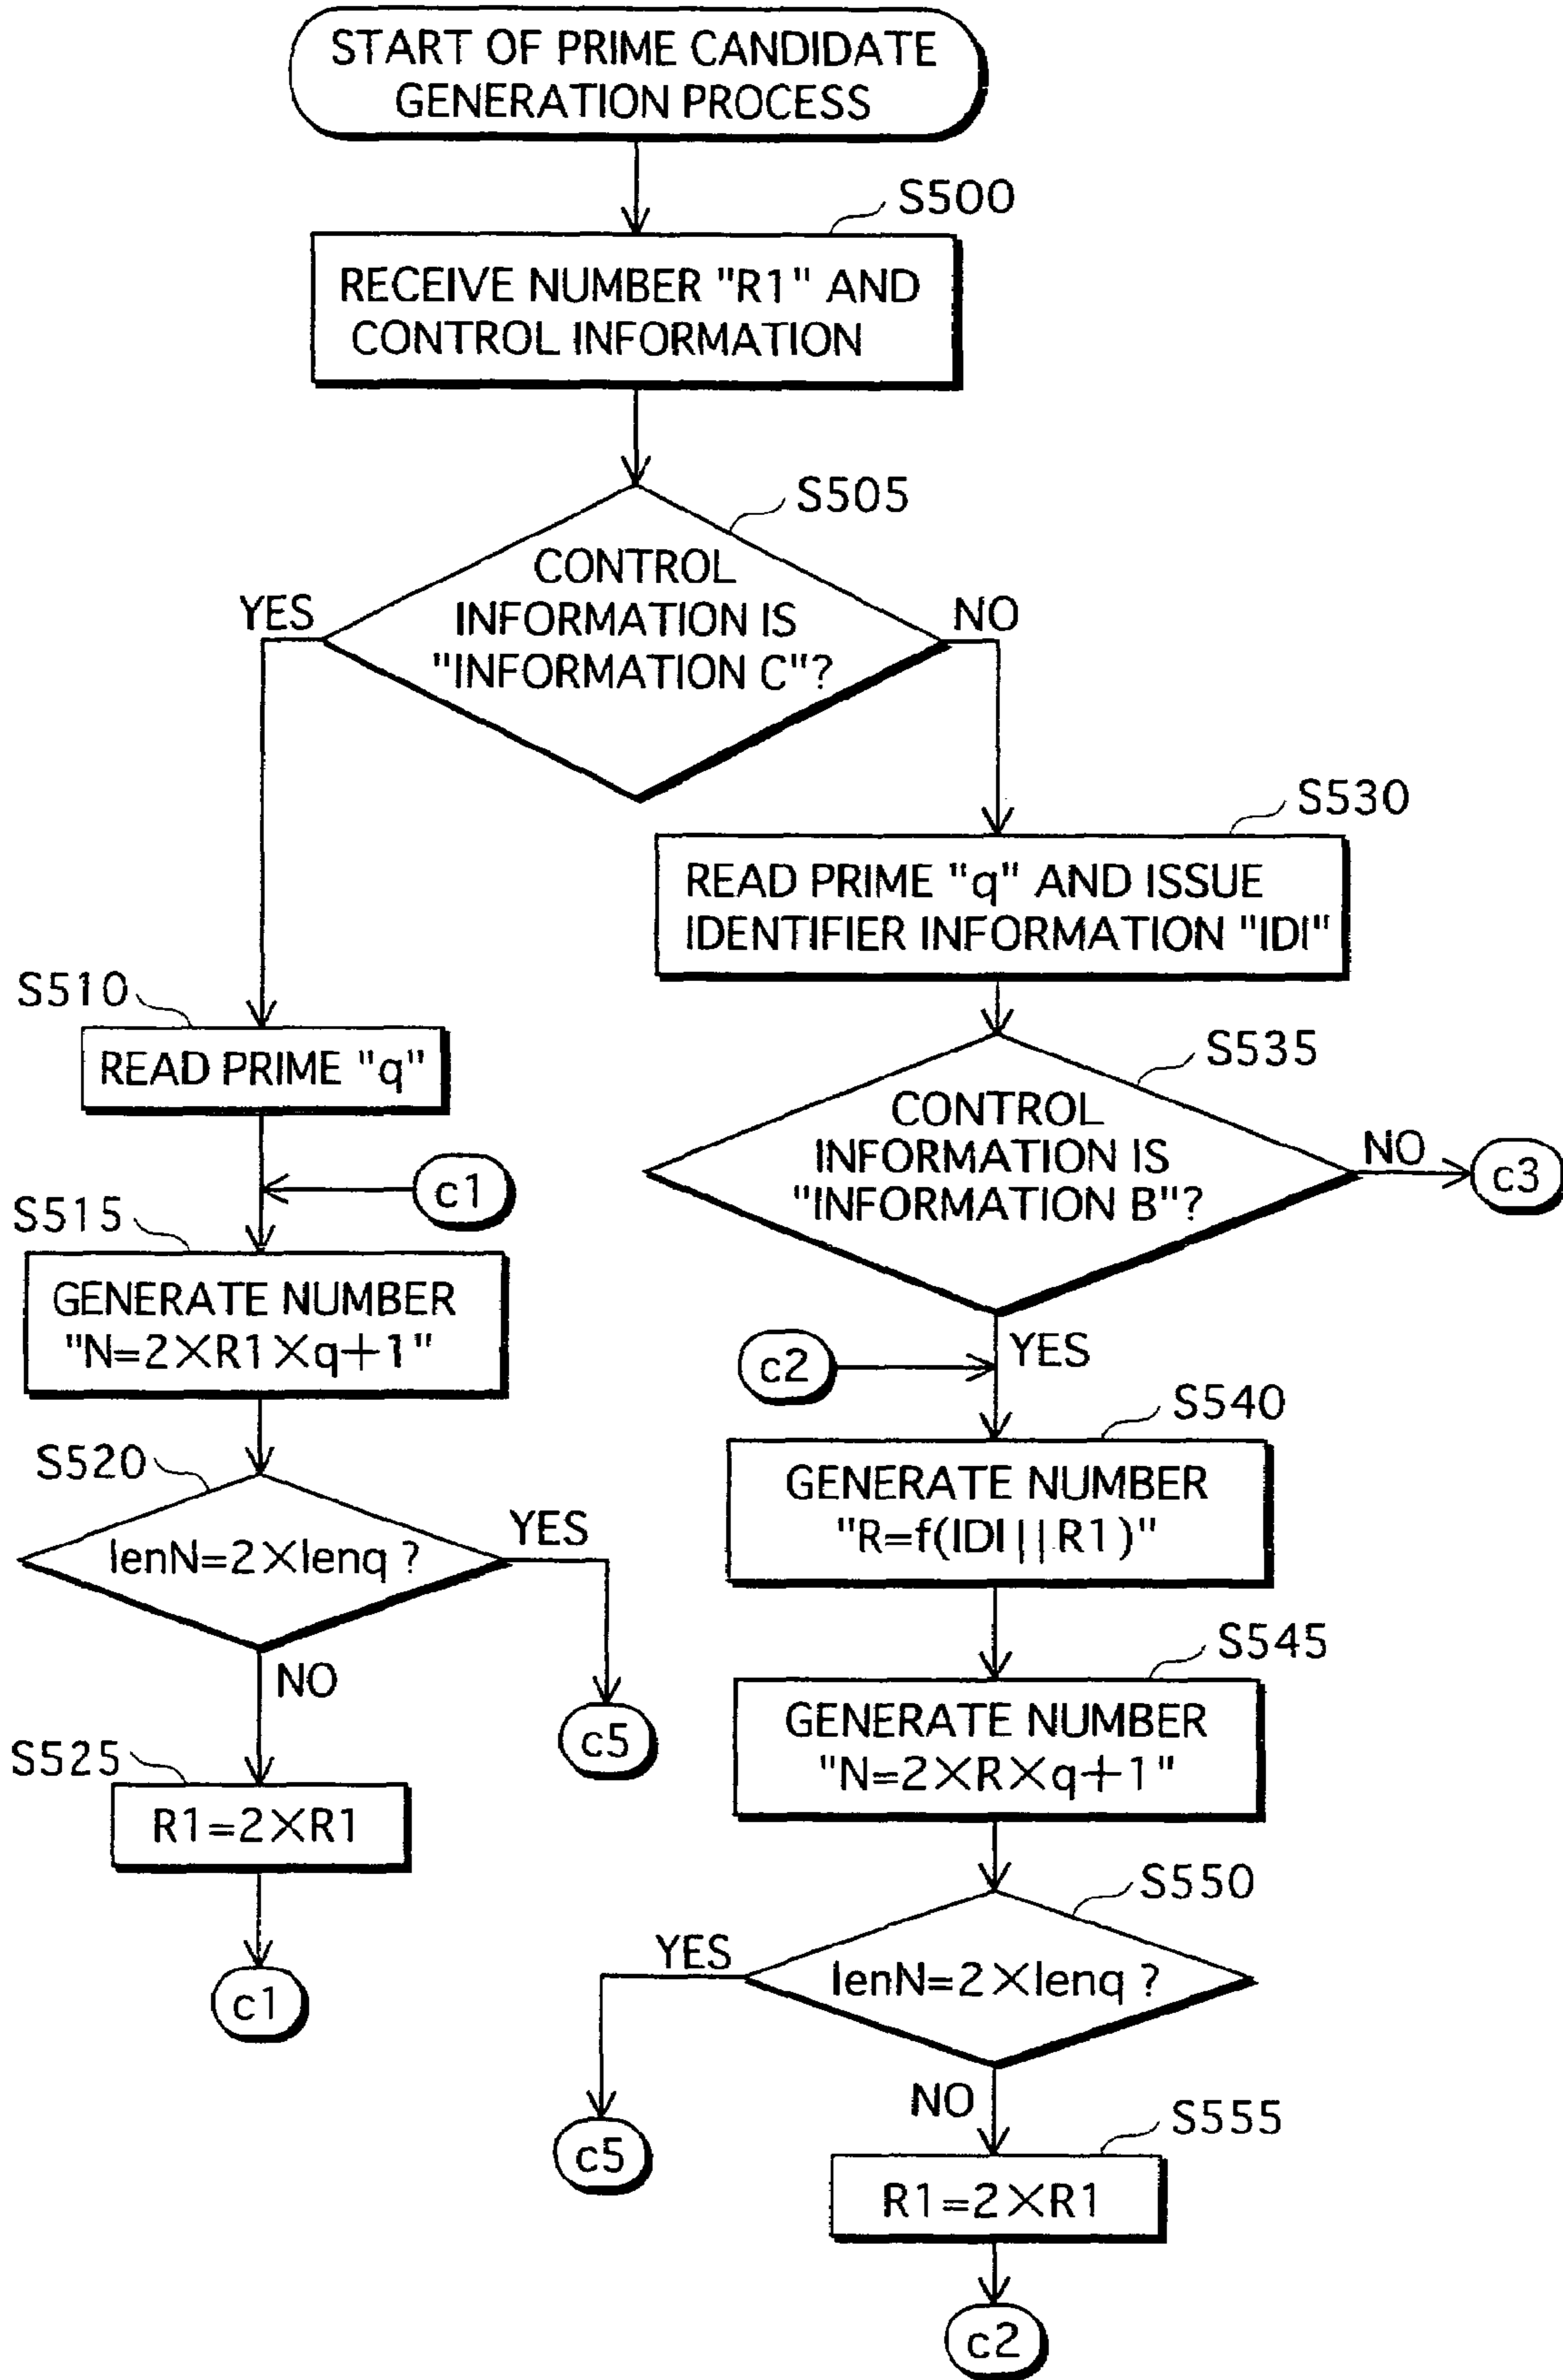 START OF PRIME CANDIDATE
GENERATION PROCESS
S500
RECEIVE NUMBER "R1" AND
CONTROL INFORMATION
S505
CONTROL
INFORMATION IS
"INFORMATION C"?
YES
NO
S530
READ PRIME "q" AND ISSUE
IDENTIFIER INFORMATION "IDI"
S510
READ PRIME "q"
S535
CONTROL
INFORMATION IS
"INFORMATION B"?
NO
c3
c1
S515
GENERATE NUMBER
"N=2×R1×q+1"
YES
c2
S540
GENERATE NUMBER
"R=f(IDI||R1)"
S520
lenN=2×lenq ?
YES
NO
c5
S545
GENERATE NUMBER
"N=2×R×q+1"
S525
R1=2×R1
c1
S550
lenN=2×lenq ?
YES
NO
c5
S555
R1=2×R1
c2